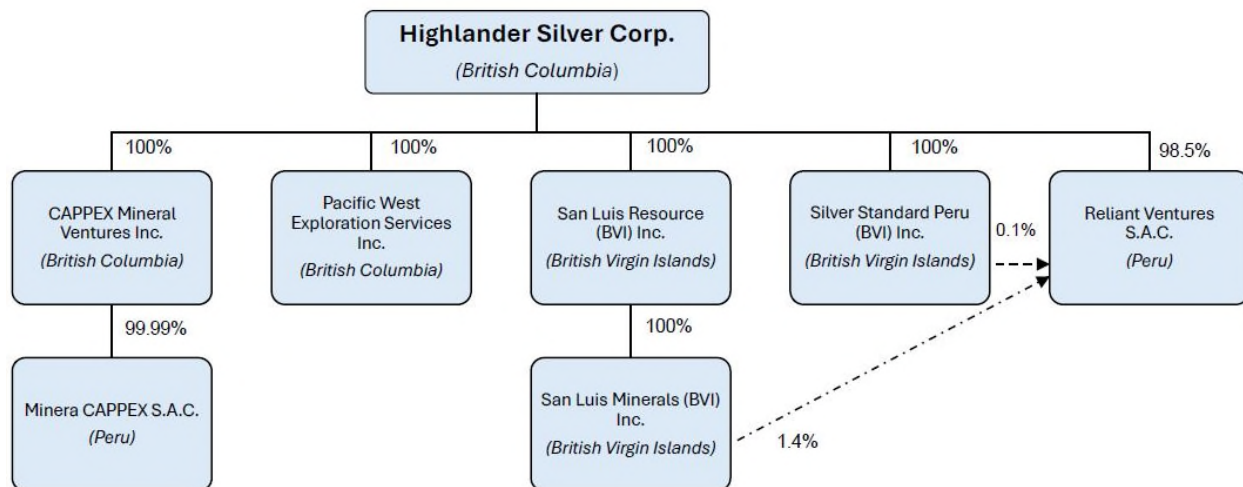 Highlander Silver Corp.
(British Columbia)
100%
100%
100%
100%
98.5%
CAPPEX Mineral
Ventures Inc.
(British Columbia)
Pacific West
Exploration Services
Inc.
(British Columbia)
San Luis Resource
(BVI) Inc.
(British Virgin Islands)
Silver Standard Peru
(BVI) Inc.
(British Virgin Islands)
0.1%
Reliant Ventures
S.A.C.
(Peru)
99.99%
100%
Minera CAPPEX S.A.C.
(Peru)
San Luis Minerals (BVI)
Inc.
(British Virgin Islands)
1.4%